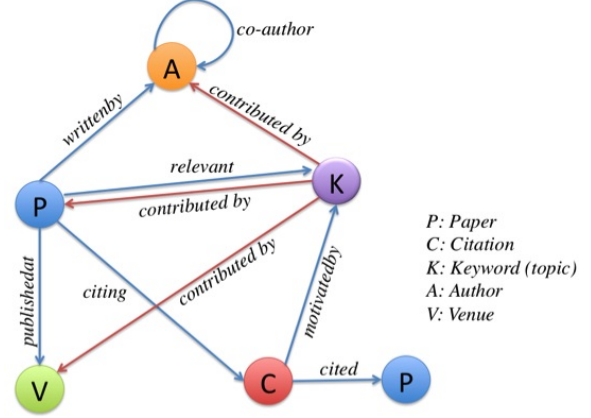 co-author
A
contributed by
writtenby
relevant
K
P
contributed by
P: Paper
C: Citation
K: Keyword (topic)
A: Author
V: Venue
publishedat
citing
contributed by
motivatedby
cited
V
C
P